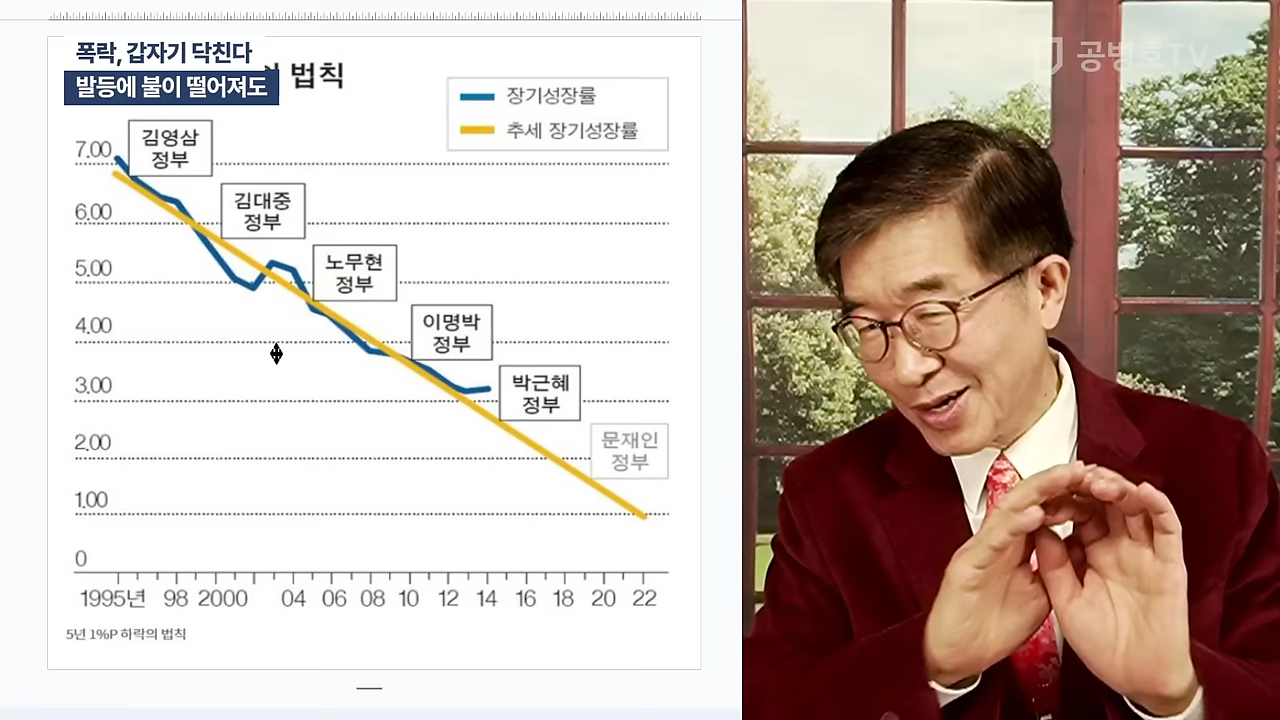 폭락, 갑자기 닥친다
발등에 불이 떨어져도
법칙
장기성장률
추세 장기성장률
7.00
6.00
5.00
4.00
3.00
2.00
1.00
0
김영삼
정부
김대중
정부
노무현
정부
이명박
정부
박근혜
정부
문재인
정부
1995년 98 2000 04 06 08 10 12 14 16 18 20 22
5년 1%P 하락의 법칙
공병호TV